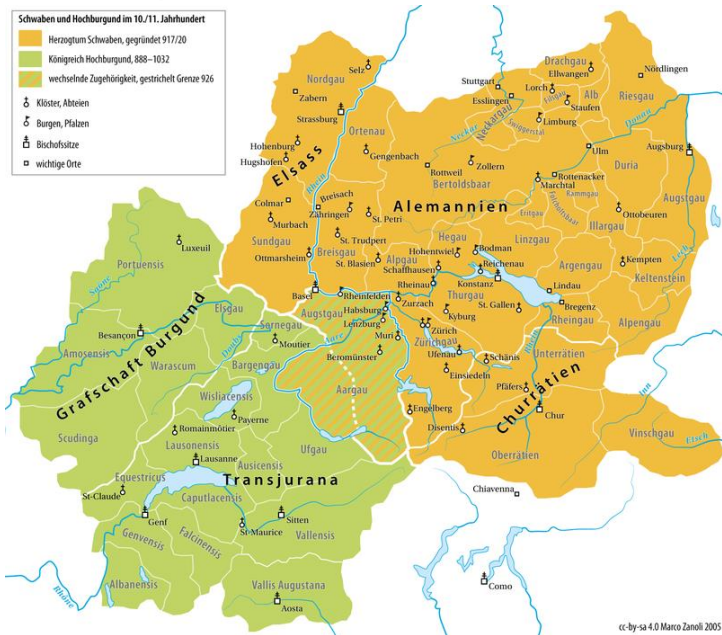 Schwaben und Hochburgund im 10./11. Jahrhundert
Herzogtum Schwaben, gegründet 917/20
Königreich Hochburgund, 888–1032
wechselnde Zugehörigkeit, gestrichelt Grenze 926
Klöster, Abteien
Burgen, Pfalzen
Bischofssitze
wichtige Orte
Nordgau
Selz
Zabern
Strassburg
Ortenau
Hohenburg
Hugshofen
Gengenbach
Elsass
Rhein
Colmar
Breisach
Murbach
Zähringen
St. Petri
Sundgau
Breisgau
St. Trudpert
Ottmarsheim
St. Blasien
Basel
Stuttgart
Esslingen
Neckargau
Neckar
Drachgau
Ellwangen
Lorch
Filsgau
Staufen
Alb
Swiggerstal
Limburg
Nördlingen
Riesgau
Donau
Rottweil
Zollern
Bertoldsbaar
Alemannien
Ulm
Rottenacker
Marchtal
Rammgau
Falcholfsbaar
Eritgau
Duria
Augsburg
Augstgau
Illargau
Ottobeuren
Lech
Hegau
Hohentwiel
Bodman
Linzgau
Alpgau
Schaffhausen
Reichenau
Konstanz
Argengau
Kempten
Keltenstein
Rheinau
Thurgau
Lindau
Bregenz
St. Gallen
Rheingau
Alpengau
Rheinfelden
Habsburg
Lenzburg
Zurzach
Kyburg
Zürich
Zürichgau
Muri
Ufenau
Beromünster
Schänis
Einsiedeln
Rhein
Unterrätien
Pfäfers
Churrätien
Chur
Engelberg
Disentis
Oberrätien
Inn
Vinschgau
Etsch
Chiavenna
Como
Augstgau
Aare
Aargau
Luxeuil
Portuensis
Saone
Elsgau
Besançon
Doubs
Sornegau
Moutier
Amosensis
Warascum
Bargengau
Grafschaft Burgund
Wisliacensis
Payerne
Scudinga
Romainmôtier
Lausonensis
Ufgau
Lausanne
Ausicensis
Equestricus
Transjurana
St-Claude
Caputlacensis
Genf
Sitten
St-Maurice
Vallensis
Genvensis
Falcinensis
Albanensis
Rhône
Vallis Augustana
Aosta
cc-by-sa 4.0 Marco Zanoli 2005